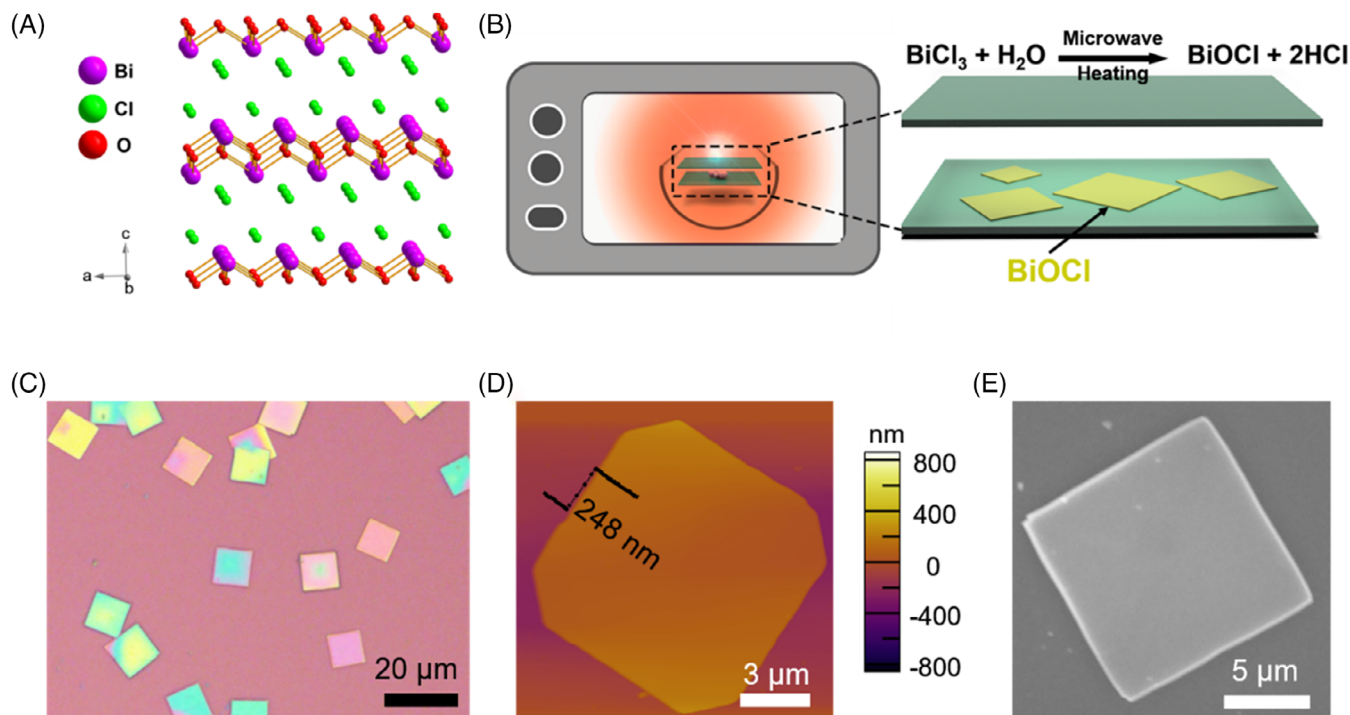 (A)
Bi
Cl
O
c
a
b
(B)
BiCl₃ + H₂O
Microwave
Heating
BiOCl + 2HCl
BiOCl
(C)
20 μm
(D)
248 nm
3 μm
nm
800
400
0
-400
-800
(E)
5 μm